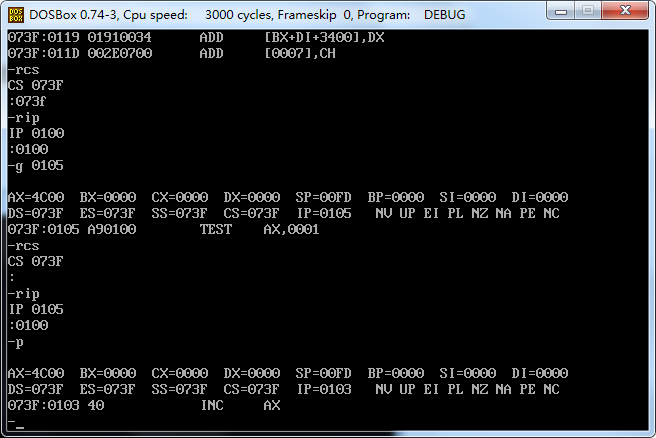 DOS BOX DOSBox 0.74-3, Cpu speed: 3000 cycles, Frameskip 0, Program: DEBUG
073F:0119 01910034 ADD [BX+DI+3400],DX
073F:011D 002E0700 ADD [0007],CH
-rcs
CS 073F
:073f
-rip
IP 0100
:0100
-g 0105
AX=4C00 BX=0000 CX=0000 DX=0000 SP=00FD BP=0000 SI=0000 DI=0000
DS=073F ES=073F SS=073F CS=073F IP=0105 NV UP EI PL NZ NA PE NC
073F:0105 A90100 TEST AX,0001
-rcs
CS 073F
:
-rip
IP 0105
:0100
-p
AX=4C00 BX=0000 CX=0000 DX=0000 SP=00FD BP=0000 SI=0000 DI=0000
DS=073F ES=073F SS=073F CS=073F IP=0103 NV UP EI PL NZ NA PE NC
073F:0103 40 INC AX
-_